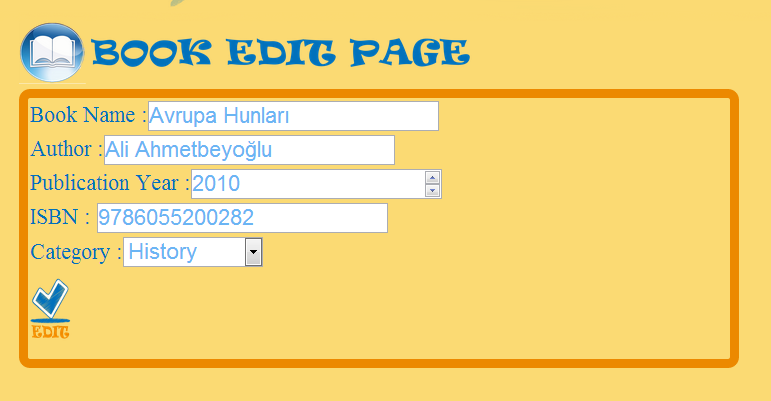 BOOK EDIT PAGE
Book Name :Avrupa Hunları
Author :Ali Ahmetbeyoğlu
Publication Year :2010
ISBN : 9786055200282
Category :History
EDIT